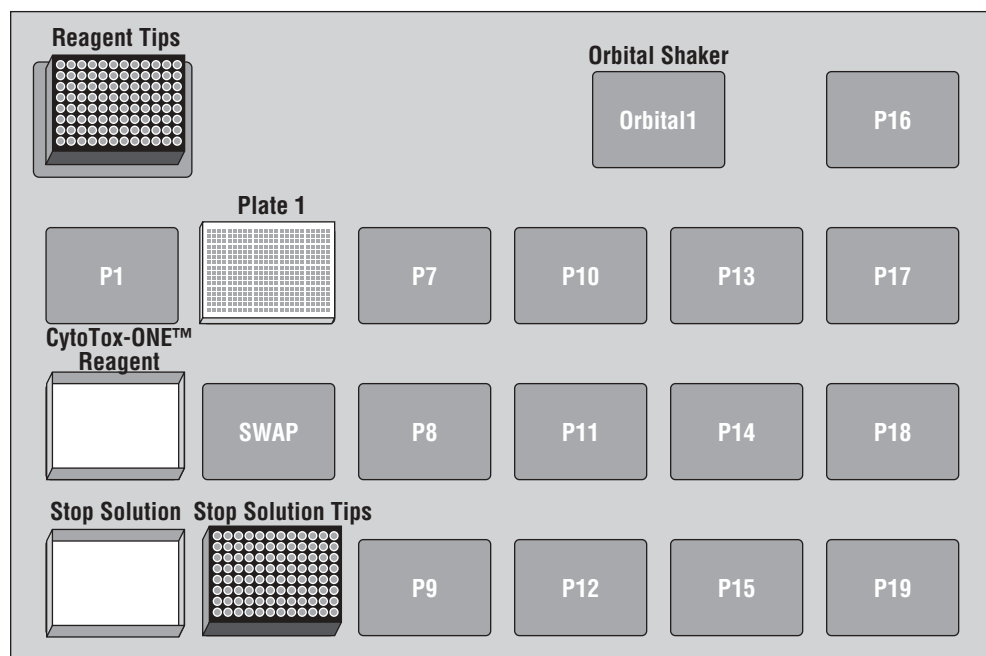 Reagent Tips
Orbital Shaker
Orbital1
P16
Plate 1
P1
P7
P10
P13
P17
CytoTox-ONE™
Reagent
SWAP
P8
P11
P14
P18
Stop Solution
Stop Solution Tips
P9
P12
P15
P19